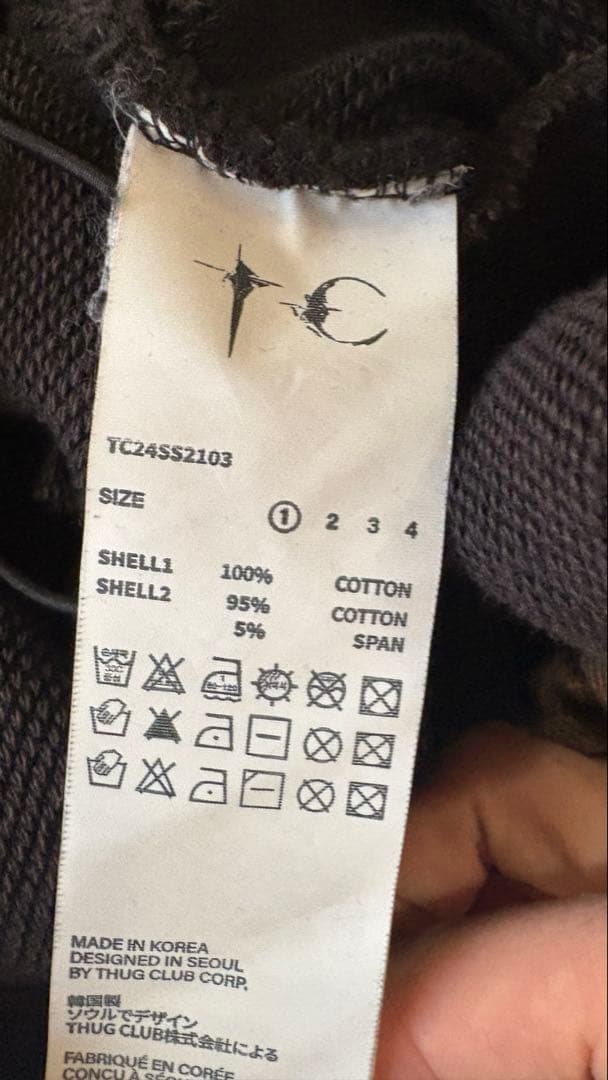 TC
TC24SS2103
SIZE ① 2 3 4
SHELL1 100% COTTON
SHELL2 95% COTTON
5% SPAN
MADE IN KOREA
DESIGNED IN SEOUL
BY THUG CLUB CORP.
韓国製
ソウルでデザイン
THUG CLUB株式会社による
FABRIQUÉ EN CORÉE